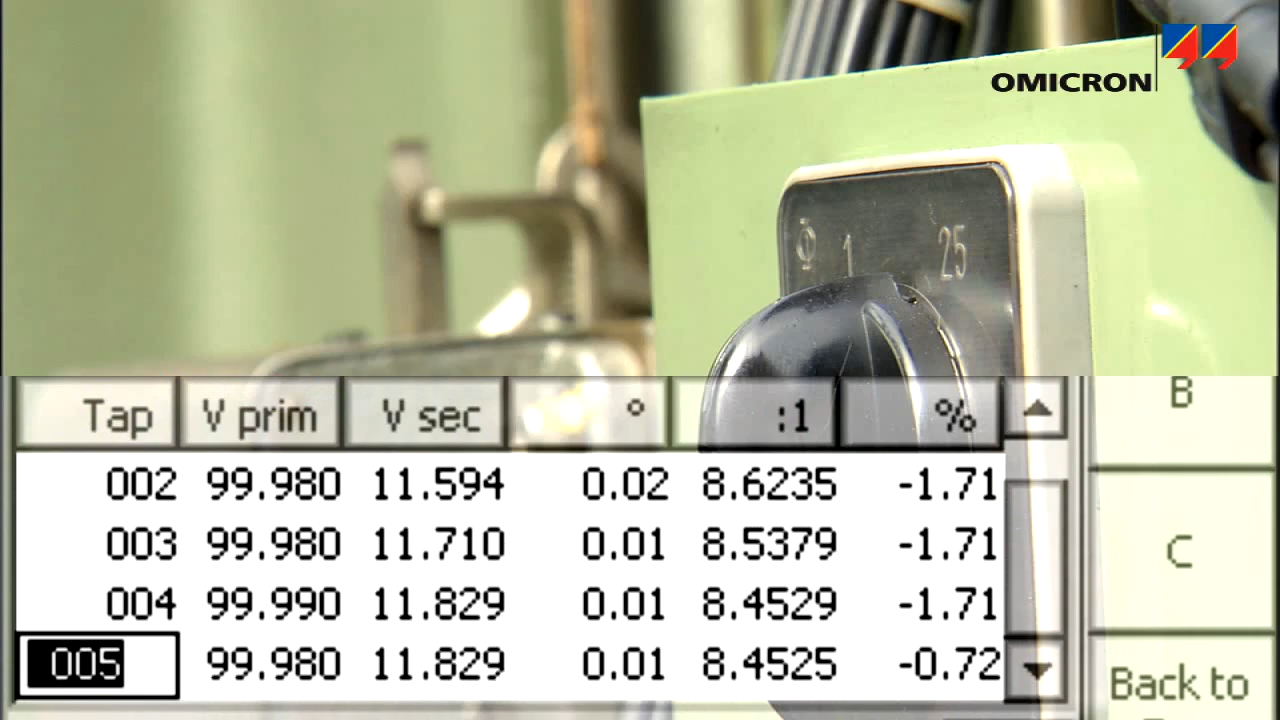 OMICRON
1 25
B
Tap V prim V sec ° :1 %
002 99.980 11.594 0.02 8.6235 -1.71
003 99.980 11.710 0.01 8.5379 -1.71
C
004 99.990 11.829 0.01 8.4529 -1.71
005 99.980 11.829 0.01 8.4525 -0.72
Back to